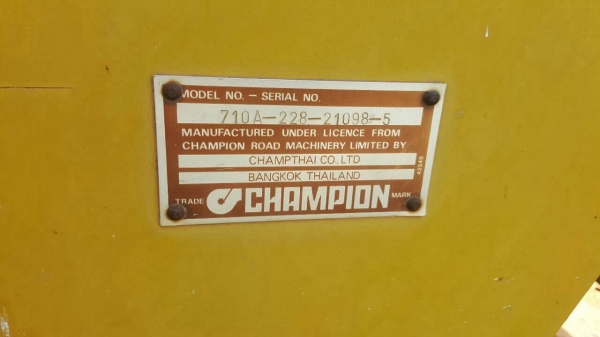 MODEL NO. – SERIAL NO.
710A-228-21098-5
MANUFACTURED UNDER LICENCE FROM
CHAMPION ROAD MACHINERY LIMITED BY
CHAMPTHAI CO. LTD
BANGKOK THAILAND
TRADE CHAMPION MARK